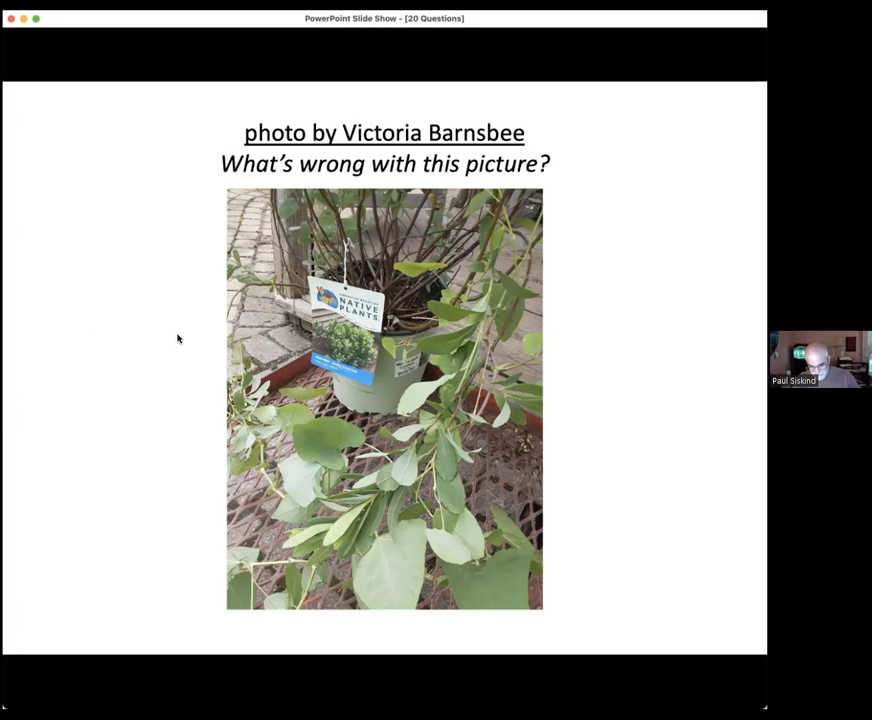 PowerPoint Slide Show - [20 Questions]
photo by Victoria Barnsbee
What's wrong with this picture?
NATIVE
PLANTS
Paul Siskind